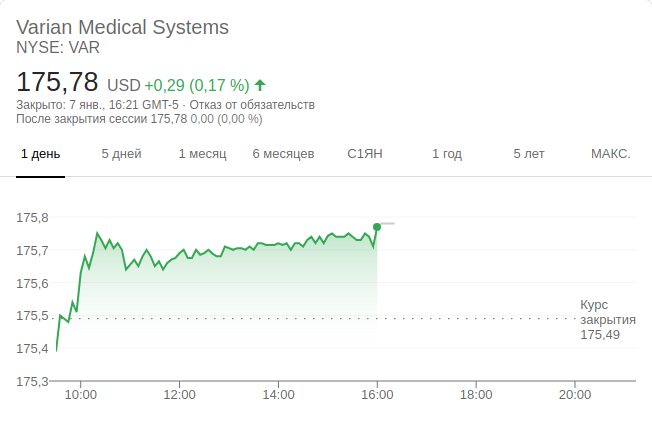 Varian Medical Systems
NYSE: VAR
175,78 USD +0,29 (0,17 %)
Закрыто: 7 янв., 16:21 GMT-5 · Отказ от обязательств
После закрытия сессии 175,78 0,00 (0,00 %)
1 день 5 дней 1 месяц 6 месяцев С1ЯН 1 год 5 лет МАКС.
175,8
175,7
175,6
175,5
175,4
175,3
Курс
закрытия
175,49
10:00 12:00 14:00 16:00 18:00 20:00